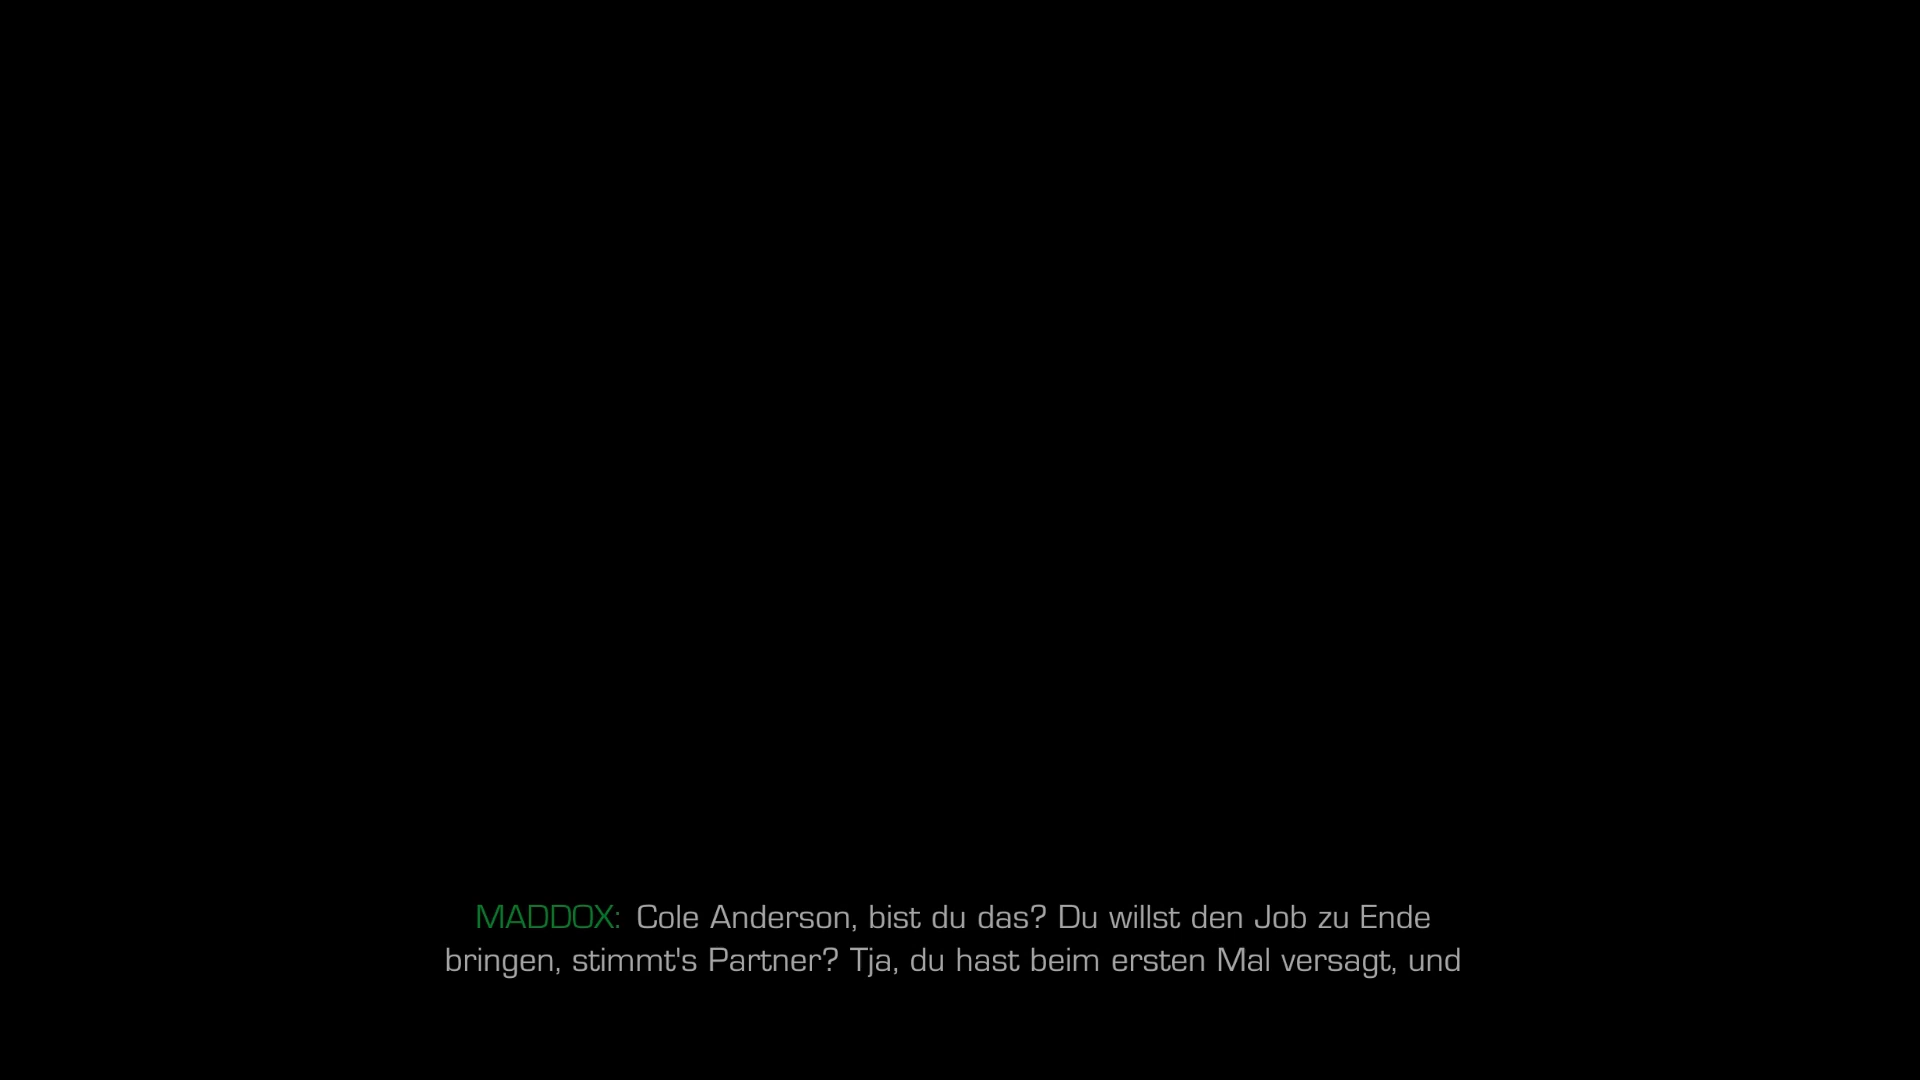 MADDOX: Cole Anderson, bist du das? Du willst den Job zu Ende
bringen, stimmt's Partner? Tja, du hast beim ersten Mal versagt, und